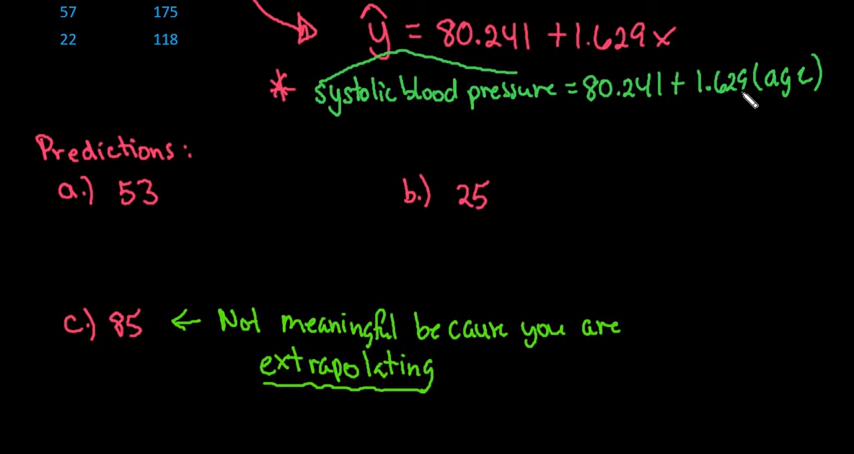 57 175
22 118
ŷ = 80.241 + 1.629x
* systolic blood pressure = 80.241 + 1.629(age)
Predictions:
a.) 53 b.) 25
c.) 85 ← Not meaningful becaure you are
extrapolating